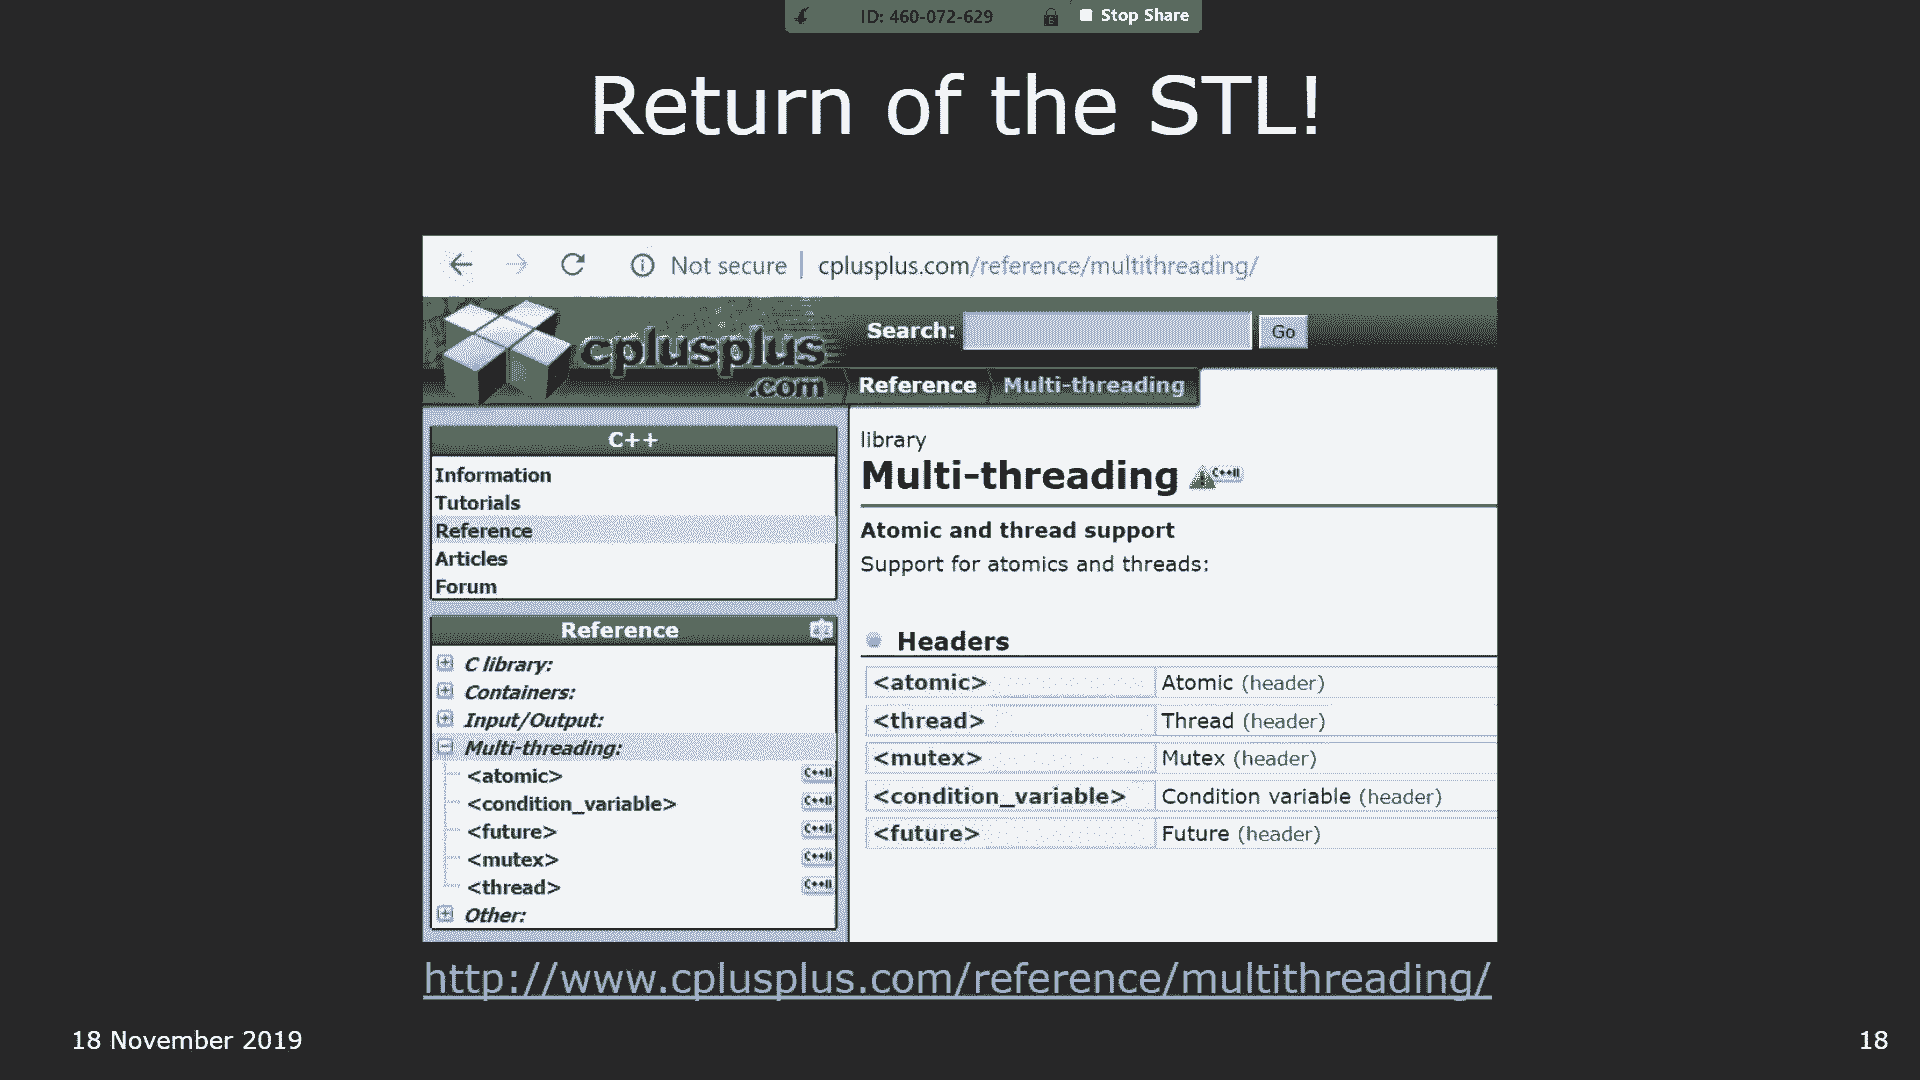 ID: 460-072-629
Stop Share
Return of the STL!
Not secure | cplusplus.com/reference/multithreading/
cplusplus
.com
Search:
Go
Reference
Multi-threading
C++
Information
Tutorials
Reference
Articles
Forum
Reference
C library:
Containers:
Input/Output:
Multi-threading:
<atomic> C++11
<condition_variable> C++11
<future> C++11
<mutex> C++11
<thread> C++11
Other:
library
Multi-threading C++11
Atomic and thread support
Support for atomics and threads:
Headers
<atomic> Atomic (header)
<thread> Thread (header)
<mutex> Mutex (header)
<condition_variable> Condition variable (header)
<future> Future (header)
http://www.cplusplus.com/reference/multithreading/
18 November 2019
18